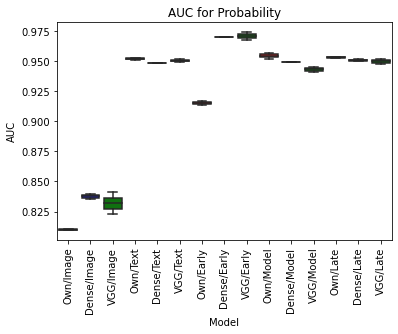 AUC for Probability
0.975
0.950
0.925
0.900
0.875
0.850
0.825
AUC
Own/Image
Dense/Image
VGG/Image
Own/Text
Dense/Text
VGG/Text
Own/Early
Dense/Early
VGG/Early
Own/Model
Dense/Model
VGG/Model
Own/Late
Dense/Late
VGG/Late
Model